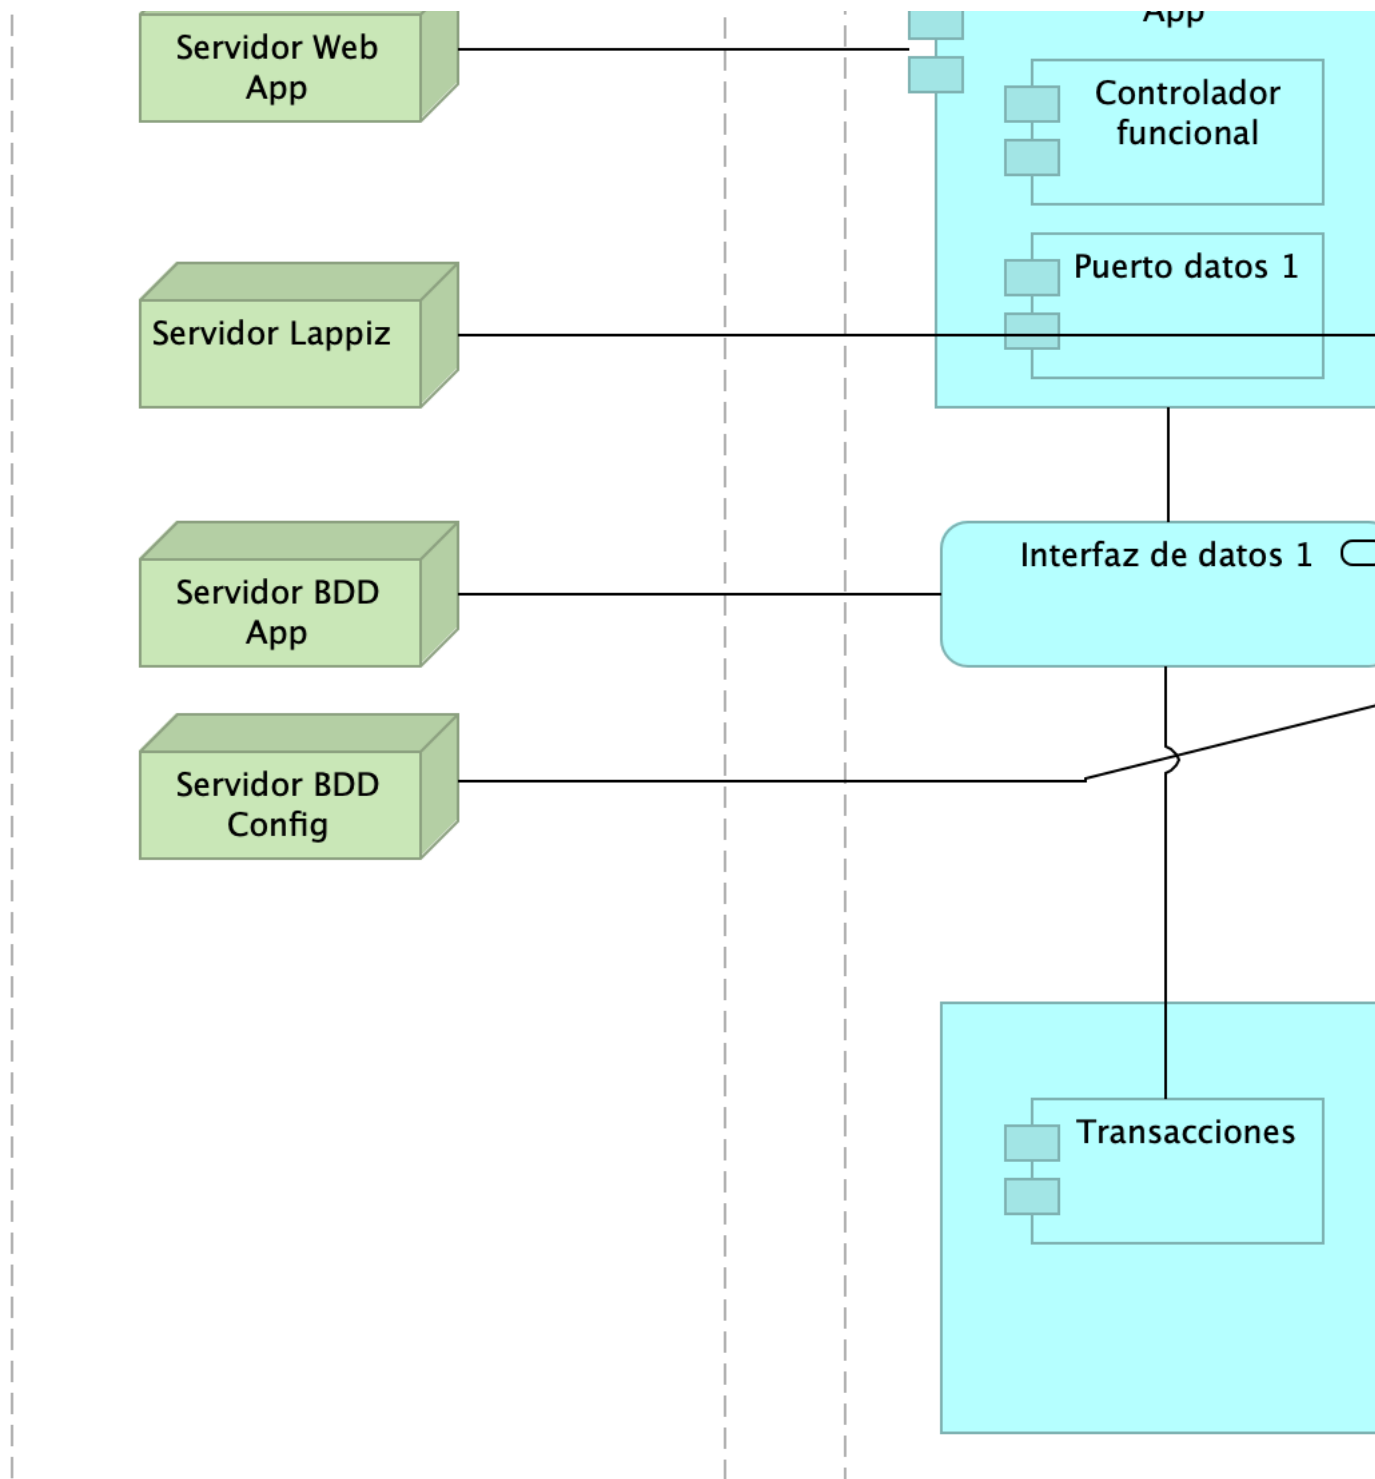 Servidor Web
App
App
Controlador
funcional
Puerto datos 1
Servidor Lappiz
Servidor BDD
App
Interfaz de datos 1
Servidor BDD
Config
Transacciones